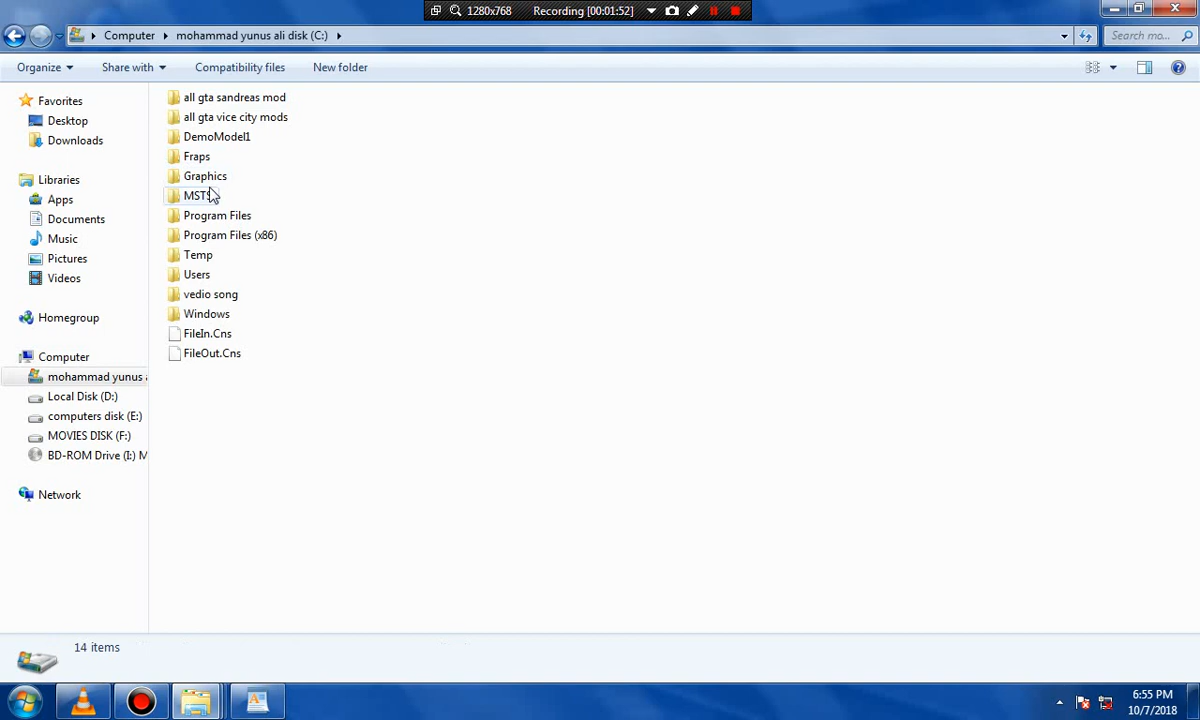 1280x768 Recording [00:01:52]
Computer mohammad yunus ali disk (C:) Search mo...
Organize Share with Compatibility files New folder
Favorites
Desktop
Downloads
Libraries
Apps
Documents
Music
Pictures
Videos
Homegroup
Computer
mohammad yunus a
Local Disk (D:)
computers disk (E:)
MOVIES DISK (F:)
BD-ROM Drive (I:) M
Network
all gta sandreas mod
all gta vice city mods
DemoModel1
Fraps
Graphics
MSTS
Program Files
Program Files (x86)
Temp
Users
vedio song
Windows
FileIn.Cns
FileOut.Cns
14 items
6:55 PM
10/7/2018